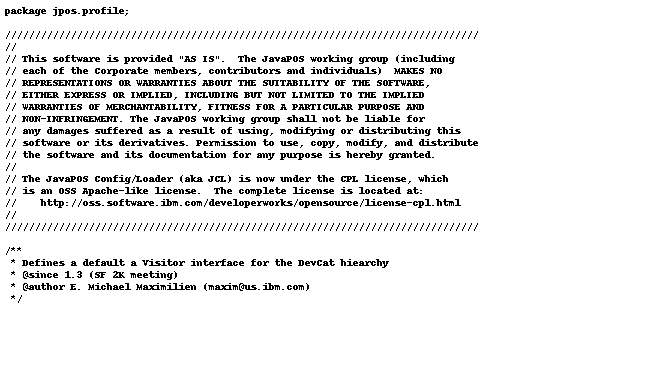 package jpos.profile;
///////////////////////////////////////////////////////////////////////////////
//
// This software is provided "AS IS".  The JavaPOS working group (including
// each of the Corporate members, contributors and individuals)  MAKES NO
// REPRESENTATIONS OR WARRANTIES ABOUT THE SUITABILITY OF THE SOFTWARE,
// EITHER EXPRESS OR IMPLIED, INCLUDING BUT NOT LIMITED TO THE IMPLIED
// WARRANTIES OF MERCHANTABILITY, FITNESS FOR A PARTICULAR PURPOSE AND
// NON-INFRINGEMENT. The JavaPOS working group shall not be liable for
// any damages suffered as a result of using, modifying or distributing this
// software or its derivatives. Permission to use, copy, modify, and distribute
// the software and its documentation for any purpose is hereby granted.
//
// The JavaPOS Config/Loader (aka JCL) is now under the CPL license, which
// is an OSS Apache-like license.  The complete license is located at:
//    http://oss.software.ibm.com/developerworks/opensource/license-cpl.html
//
///////////////////////////////////////////////////////////////////////////////
/**
 * Defines a default a Visitor interface for the DevCat hiearchy
 * @since 1.3 (SF 2K meeting)
 * @author E. Michael Maximilien (maxim@us.ibm.com)
 */